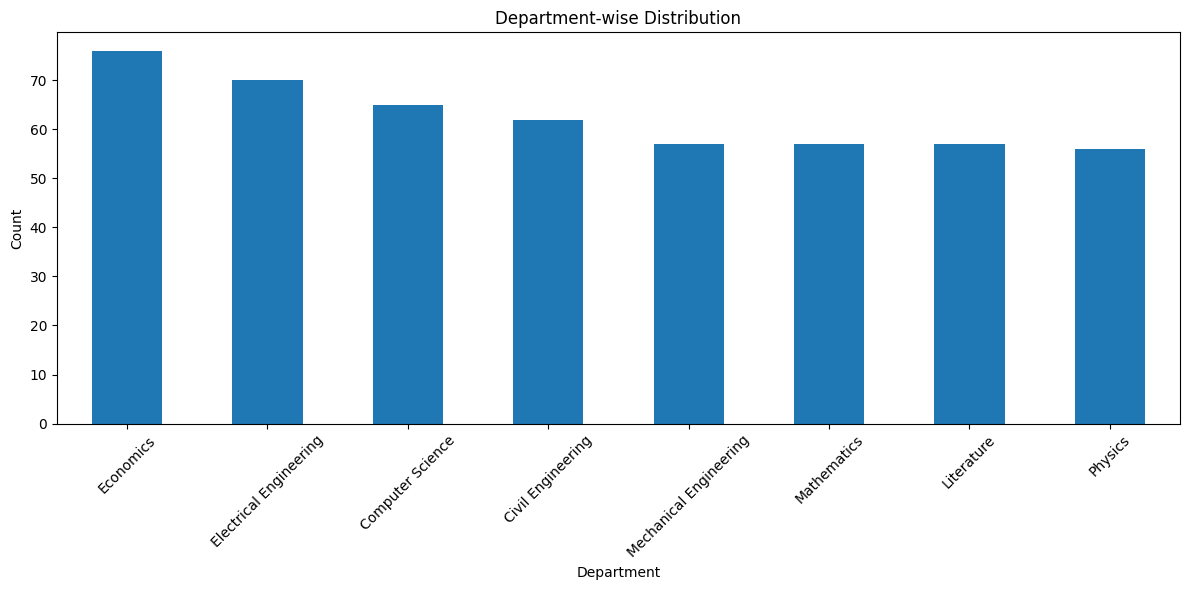 Department-wise Distribution
Count
70
60
50
40
30
20
10
0
Economics
Electrical Engineering
Computer Science
Civil Engineering
Mechanical Engineering
Mathematics
Literature
Physics
Department